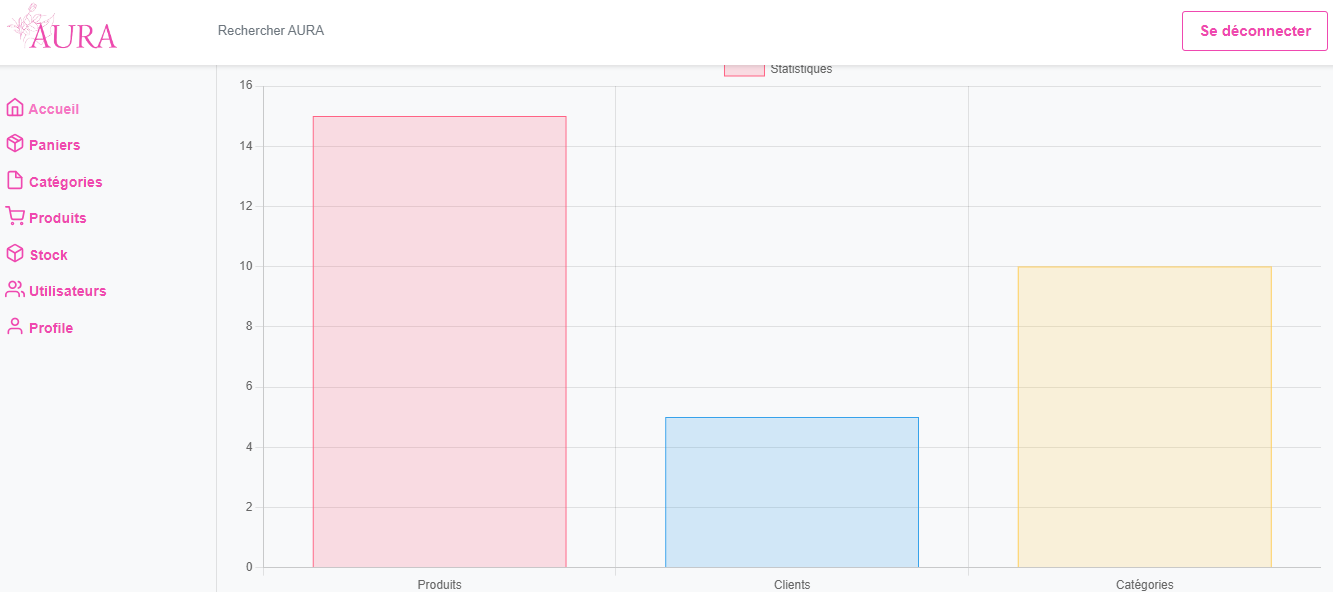 AURA
Rechercher AURA
Se déconnecter
Accueil
Paniers
Catégories
Produits
Stock
Utilisateurs
Profile
Statistiques
16
14
12
10
8
6
4
2
0
Produits
Clients
Catégories